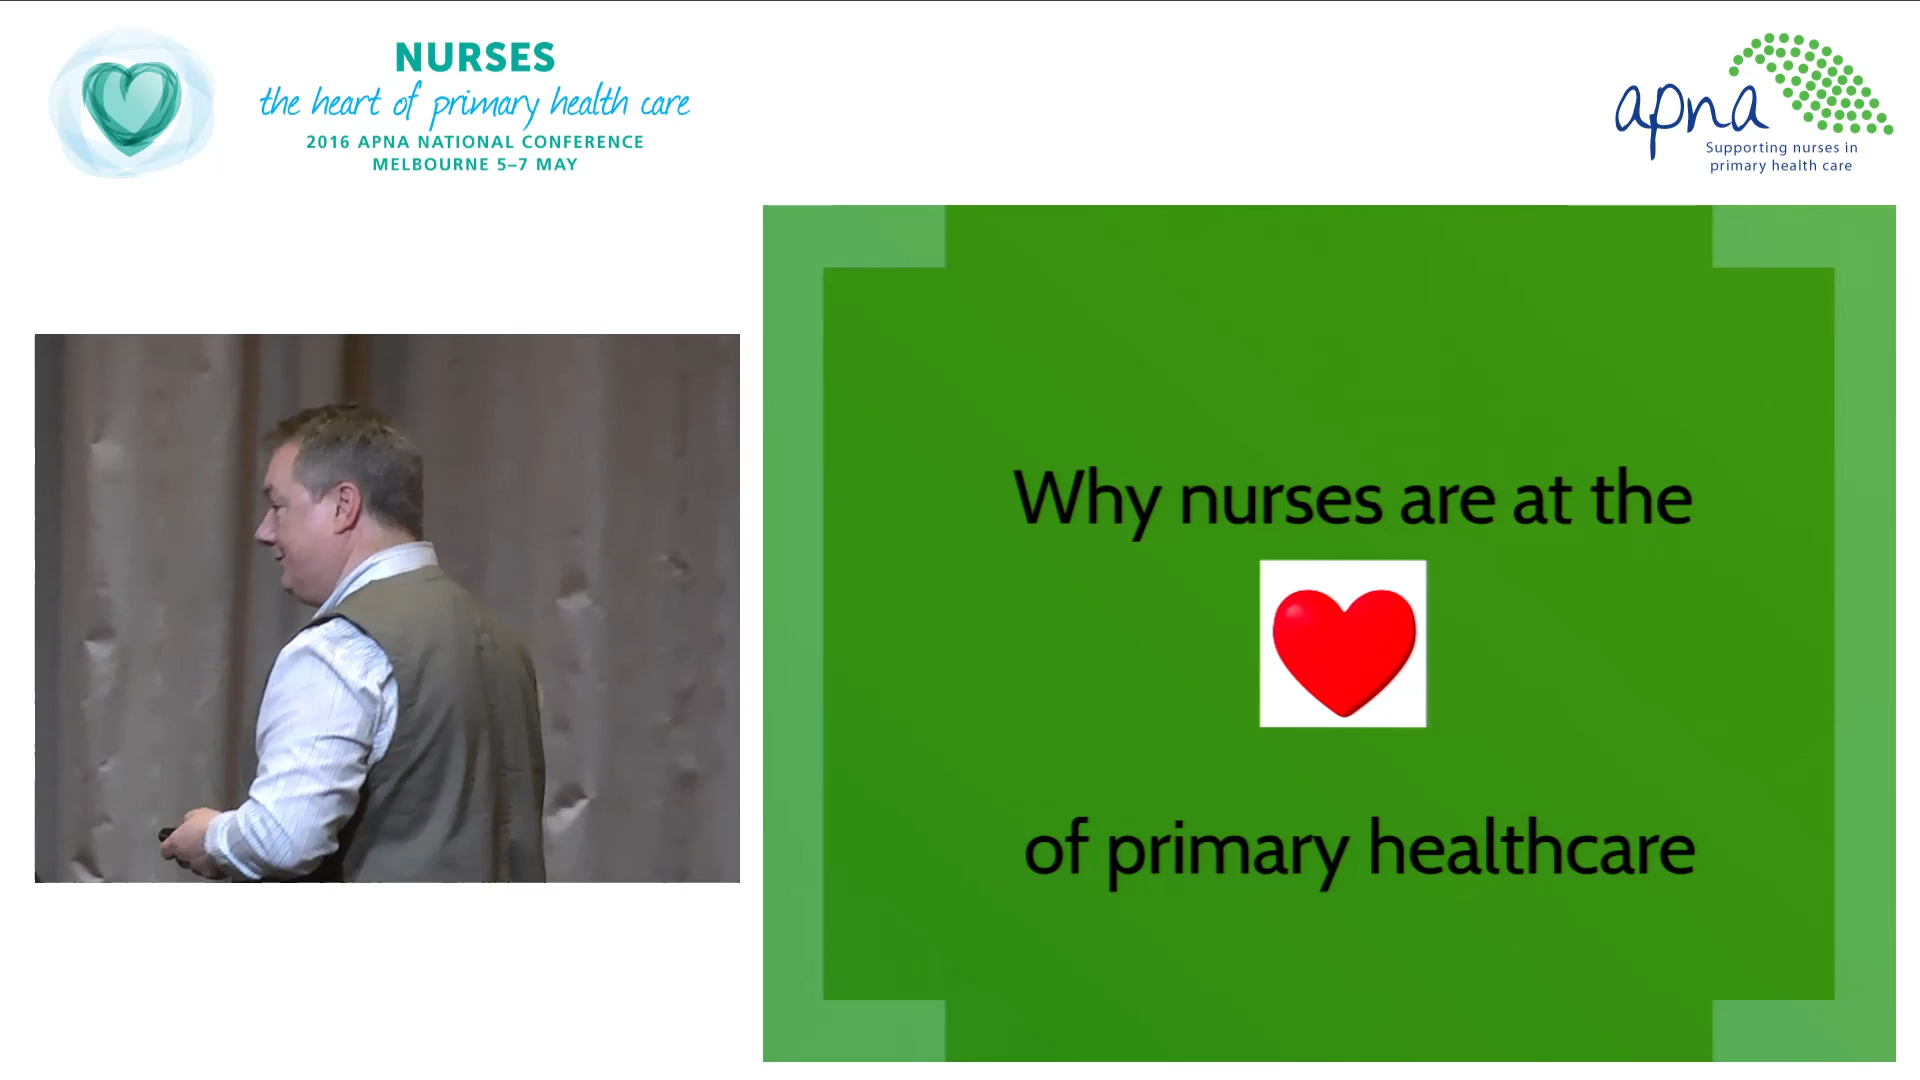 NURSES
the heart of primary health care
2016 APNA NATIONAL CONFERENCE
MELBOURNE 5–7 MAY
apna
Supporting nurses in
primary health care
Why nurses are at the
of primary healthcare